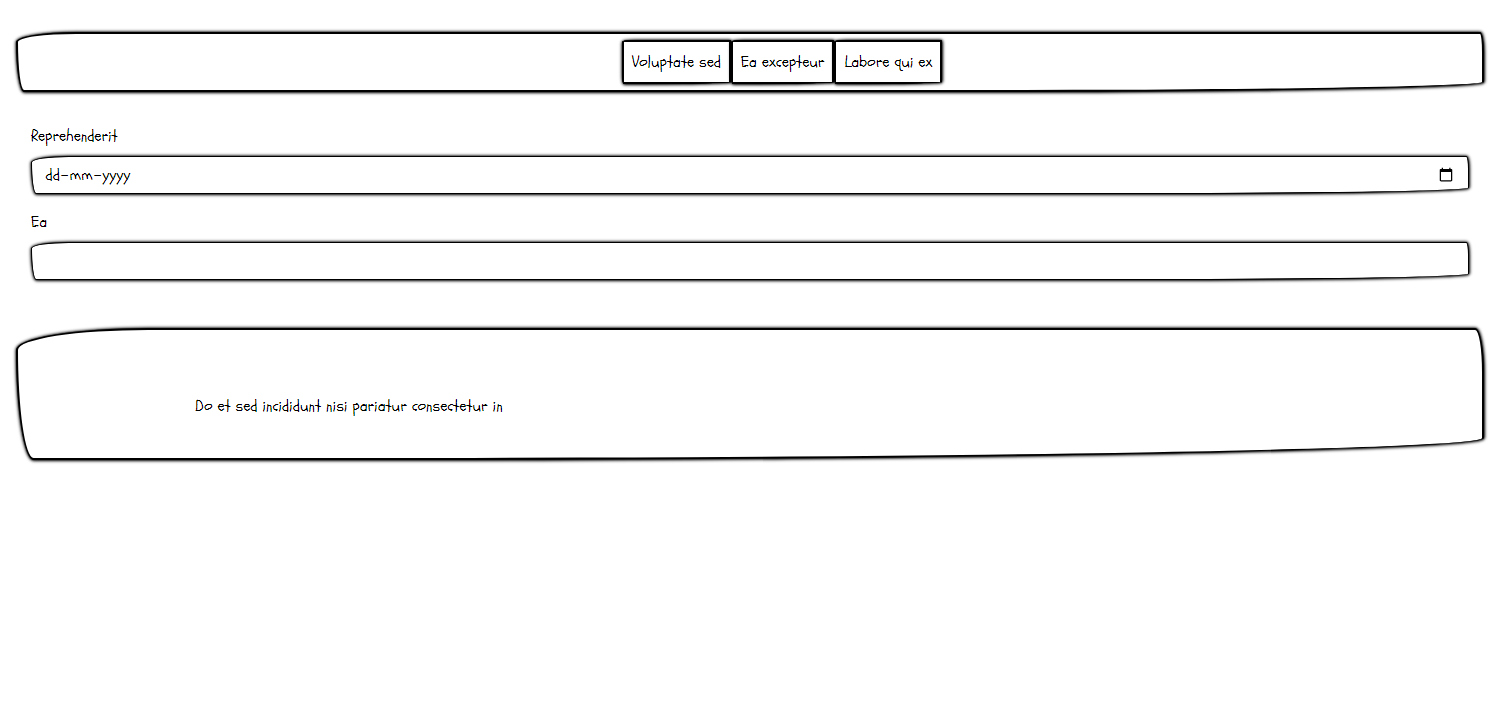 Voluptate sed Ea excepteur Labore qui ex
Reprehenderit
dd-mm-yyyy
Ea
Do et sed incididunt nisi pariatur consectetur in